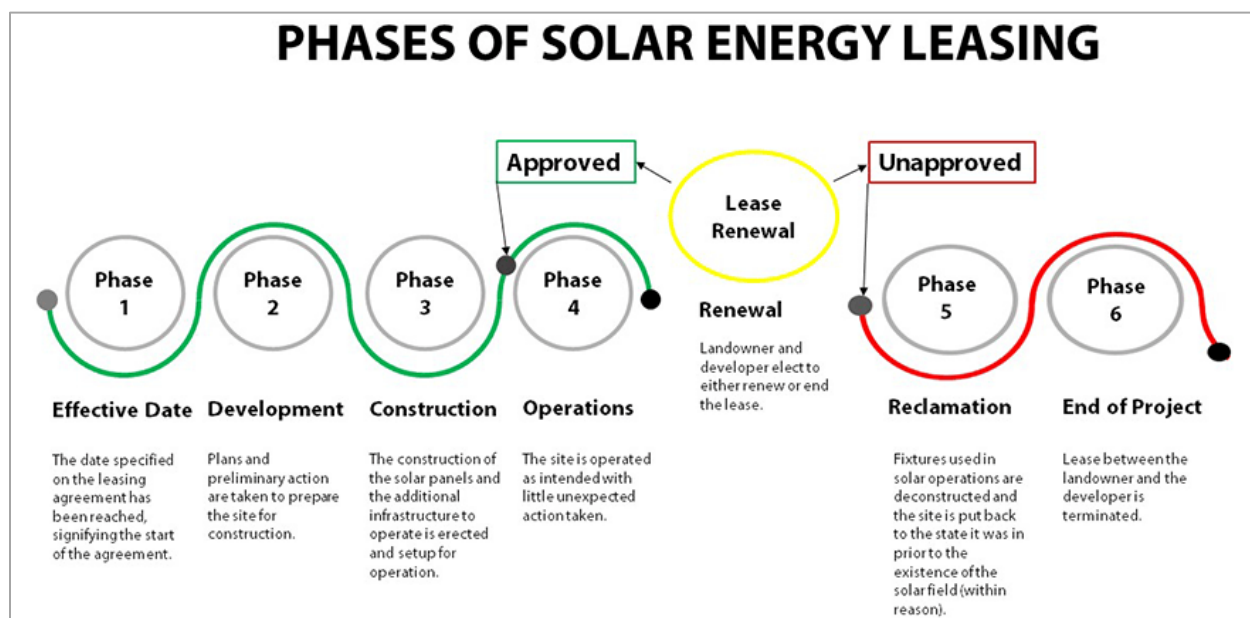 PHASES OF SOLAR ENERGY LEASING
Approved
Unapproved
Lease
Renewal
Phase
1
Phase
2
Phase
3
Phase
4
Phase
5
Phase
6
Effective Date
The date specified
on the leasing
agreement has
been reached,
signifying the start
of the agreement.
Development
Plans and
preliminary action
are taken to prepare
the site for
construction.
Construction
The construction of
the solar panels and
the additional
infrastructure to
operate is erected
and setup for
operation.
Operations
The site is operated
as intended with
little unexpected
action taken.
Renewal
Landowner and
developer elect to
either renew or end
the lease.
Reclamation
Fixtures used in
solar operations are
deconstructed and
the site is put back
to the state it was in
prior to the
existence of the
solar field (within
reason).
End of Project
Lease between the
landowner and the
developer is
terminated.